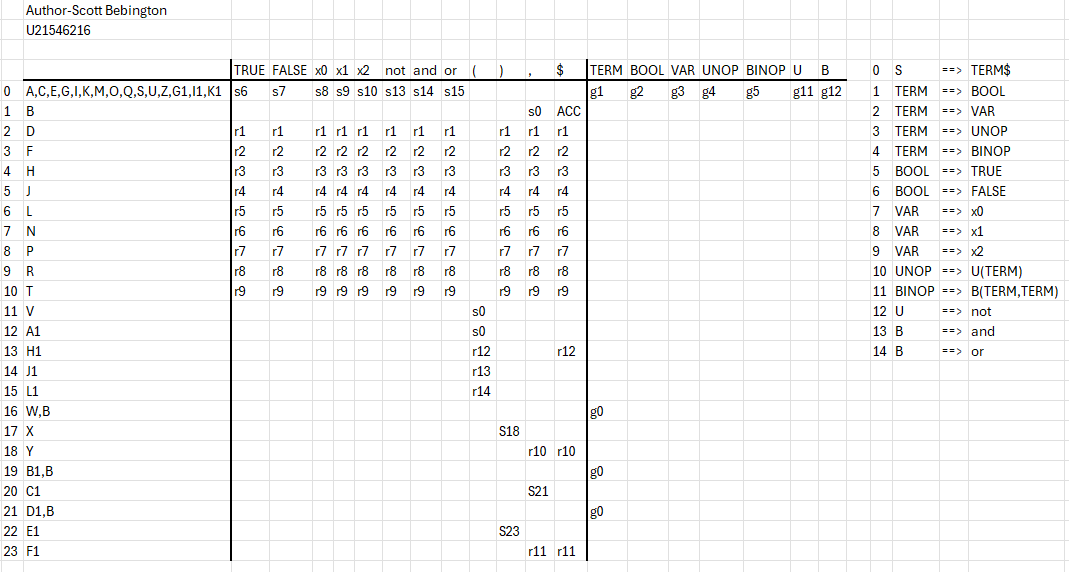 Author-Scott Bebington
U21546216
TRUE FALSE x0 x1 x2 not and or ( ) , $ TERM BOOL VAR UNOP BINOP U B 0 S ==> TERM$
0 A,C,E,G,I,K,M,O,Q,S,U,Z,G1,I1,K1 s6 s7 s8 s9 s10 s13 s14 s15 g1 g2 g3 g4 g5 g11 g12 1 TERM ==> BOOL
1 B s0 ACC 2 TERM ==> VAR
2 D r1 r1 r1 r1 r1 r1 r1 r1 r1 r1 r1 3 TERM ==> UNOP
3 F r2 r2 r2 r2 r2 r2 r2 r2 r2 r2 r2 4 TERM ==> BINOP
4 H r3 r3 r3 r3 r3 r3 r3 r3 r3 r3 r3 5 BOOL ==> TRUE
5 J r4 r4 r4 r4 r4 r4 r4 r4 r4 r4 r4 6 BOOL ==> FALSE
6 L r5 r5 r5 r5 r5 r5 r5 r5 r5 r5 r5 7 VAR ==> x0
7 N r6 r6 r6 r6 r6 r6 r6 r6 r6 r6 r6 8 VAR ==> x1
8 P r7 r7 r7 r7 r7 r7 r7 r7 r7 r7 r7 9 VAR ==> x2
9 R r8 r8 r8 r8 r8 r8 r8 r8 r8 r8 r8 10 UNOP ==> U(TERM)
10 T r9 r9 r9 r9 r9 r9 r9 r9 r9 r9 r9 11 BINOP ==> B(TERM,TERM)
11 V s0 12 U ==> not
12 A1 s0 13 B ==> and
13 H1 r12 r12 14 B ==> or
14 J1 r13
15 L1 r14
16 W,B g0
17 X S18
18 Y r10 r10
19 B1,B g0
20 C1 S21
21 D1,B g0
22 E1 S23
23 F1 r11 r11